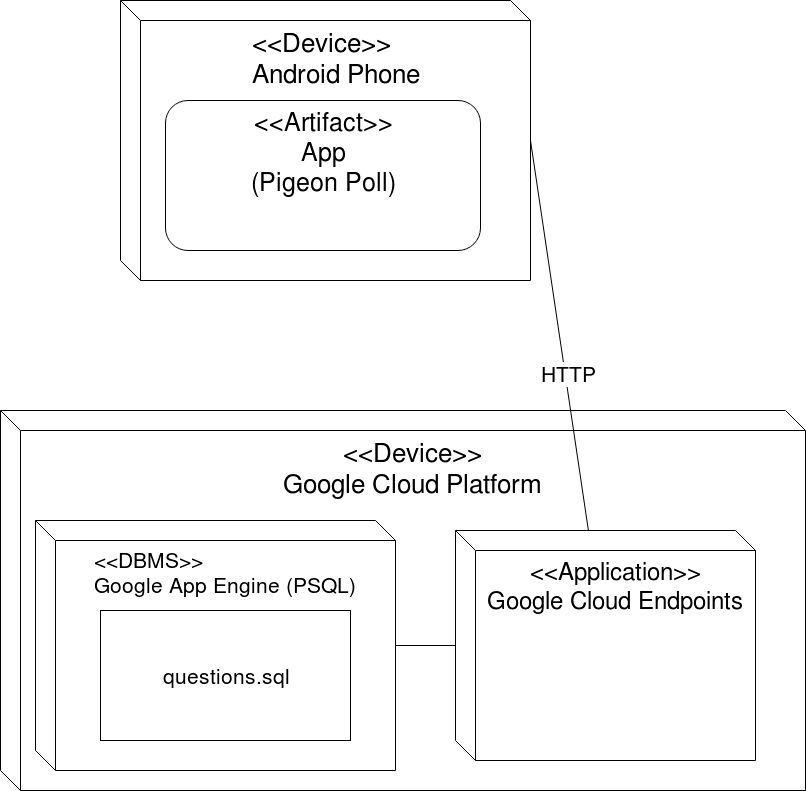 <<Device>>
Android Phone
<<Artifact>>
App
(Pigeon Poll)
HTTP
<<Device>>
Google Cloud Platform
<<DBMS>>
Google App Engine (PSQL)
questions.sql
<<Application>>
Google Cloud Endpoints